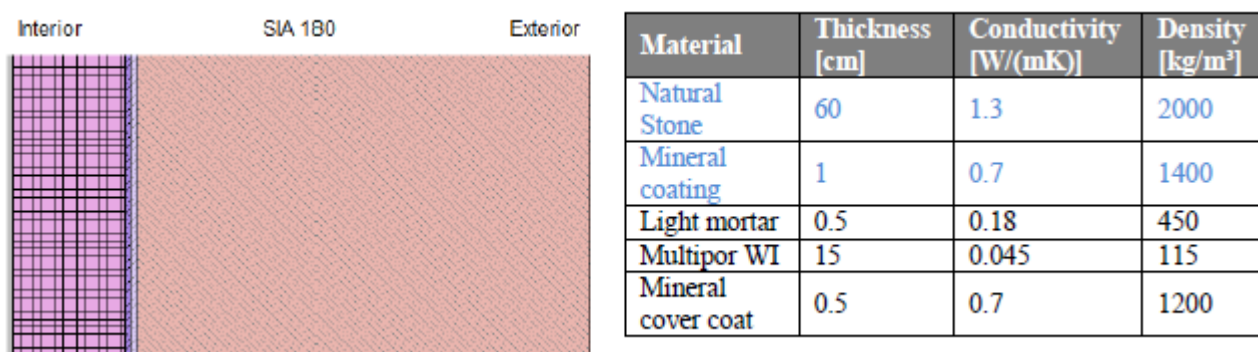 Interior SIA 180 Exterior
Material Thickness [cm] Conductivity [W/(mK)] Density [kg/m³]
Natural Stone 60 1.3 2000
Mineral coating 1 0.7 1400
Light mortar 0.5 0.18 450
Multipor WI 15 0.045 115
Mineral cover coat 0.5 0.7 1200